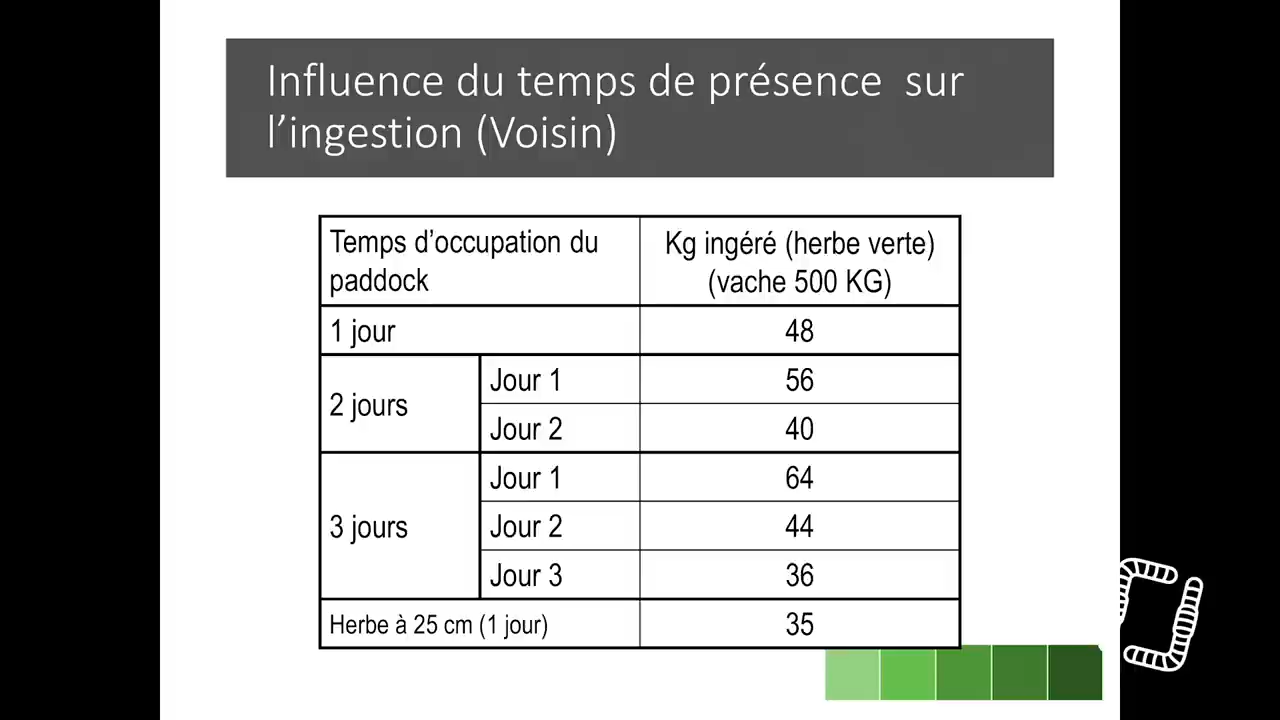 Influence du temps de présence  sur
l’ingestion (Voisin)
Temps d’occupation du
paddock
Kg ingéré (herbe verte)
(vache 500 KG)
1 jour
48
2 jours
Jour 1
56
Jour 2
40
3 jours
Jour 1
64
Jour 2
44
Jour 3
36
Herbe à 25 cm (1 jour)
35